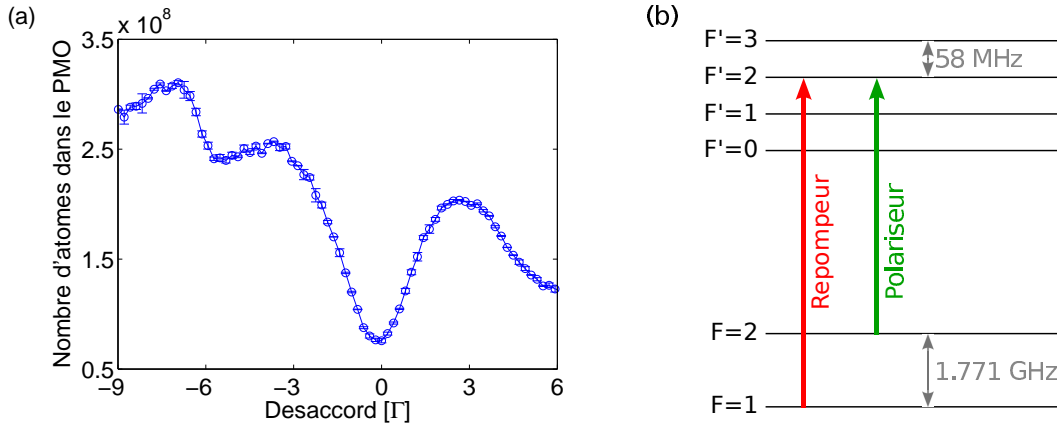 (a)
x 10^8
3.5
2.5
1.5
0.5
Nombre d'atomes dans le PMO
−9
−6
−3
0
3
6
Desaccord [Γ]
(b)
F'=3
58 MHz
F'=2
F'=1
F'=0
Repompeur
Polariseur
F=2
1.771 GHz
F=1